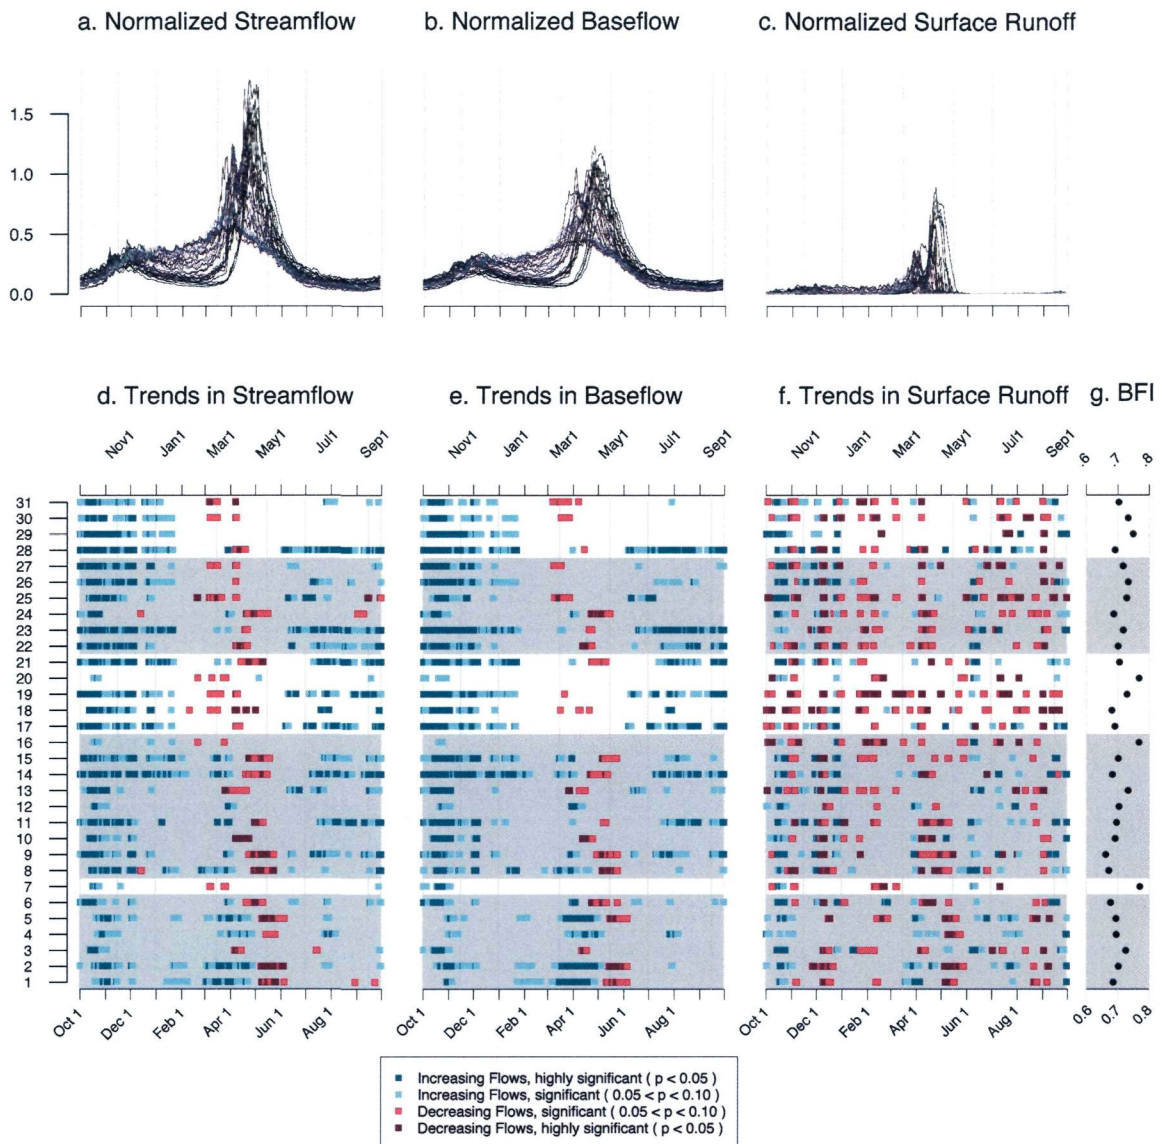 a. Normalized Streamflow
b. Normalized Baseflow
c. Normalized Surface Runoff
1.5
1.0
0.5
0.0
d. Trends in Streamflow
e. Trends in Baseflow
f. Trends in Surface Runoff
g. BFI
Nov1 Jan1 Mar1 May1 Jul1 Sep1
Nov1 Jan1 Mar1 May1 Jul1 Sep1
Nov1 Jan1 Mar1 May1 Jul1 Sep1
.6 .7 .8
31
30
29
28
27
26
25
24
23
22
21
20
19
18
17
16
15
14
13
12
11
10
9
8
7
6
5
4
3
2
1
Oct 1 Dec 1 Feb 1 Apr 1 Jun 1 Aug 1
Oct 1 Dec 1 Feb 1 Apr 1 Jun 1 Aug 1
Oct 1 Dec 1 Feb 1 Apr 1 Jun 1 Aug 1
0.6 0.7 0.8
Increasing Flows, highly significant ( p < 0.05 )
Increasing Flows, significant ( 0.05 < p < 0.10 )
Decreasing Flows, significant ( 0.05 < p < 0.10 )
Decreasing Flows, highly significant ( p < 0.05 )